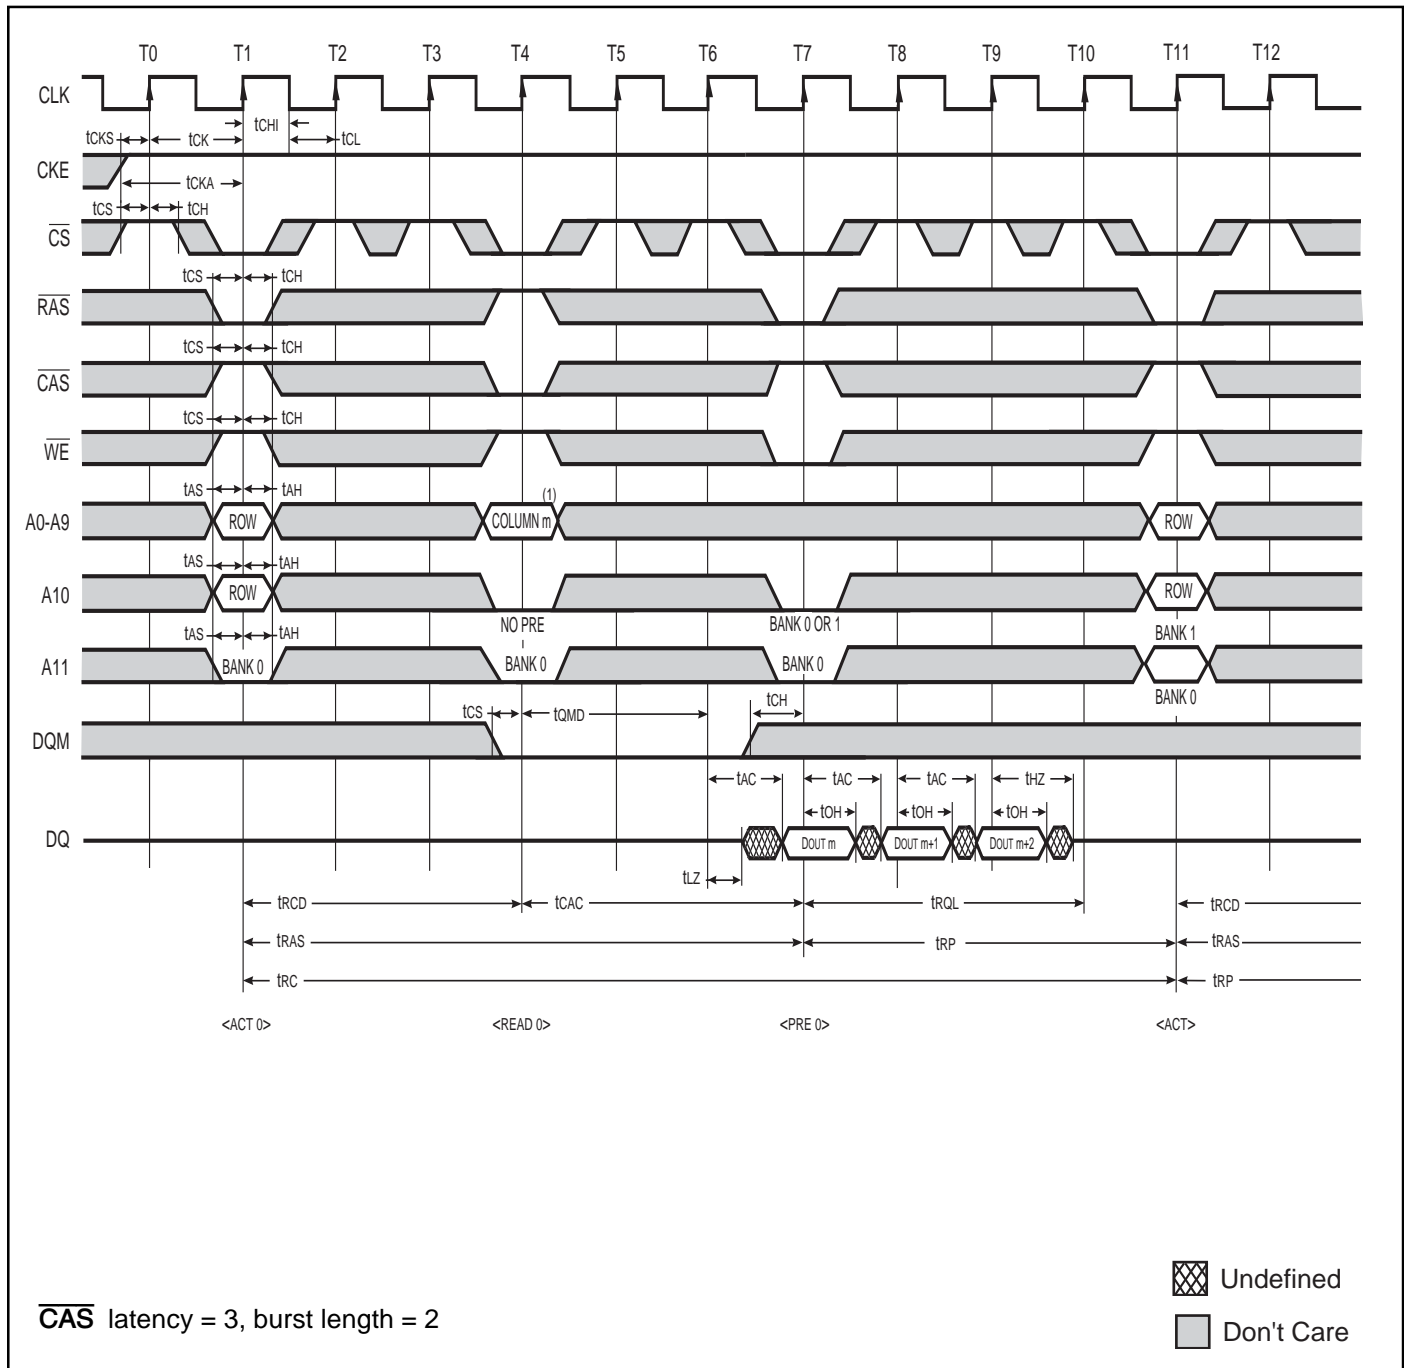 T0 T1 T2 T3 T4 T5 T6 T7 T8 T9 T10 T11 T12
CLK
tCHI
tCKS tCK tCL
CKE
tCKA
tCS tCH
CS
tCS tCH
RAS
tCS tCH
CAS
tCS tCH
WE
tAS tAH (1)
A0-A9 ROW COLUMN m ROW
tAS tAH
A10 ROW ROW
NO PRE BANK 0 OR 1 BANK 1
tAS tAH
A11 BANK 0 BANK 0 BANK 0
BANK 0
tCS tQMD tCH
DQM
tAC tAC tAC tHZ
tOH tOH tOH
DQ DOUT m DOUT m+1 DOUT m+2
tLZ
tRCD tCAC tRQL tRCD
tRAS tRP tRAS
tRC tRP
<ACT 0> <READ 0> <PRE 0> <ACT>
Undefined
CAS latency = 3, burst length = 2
Don't Care